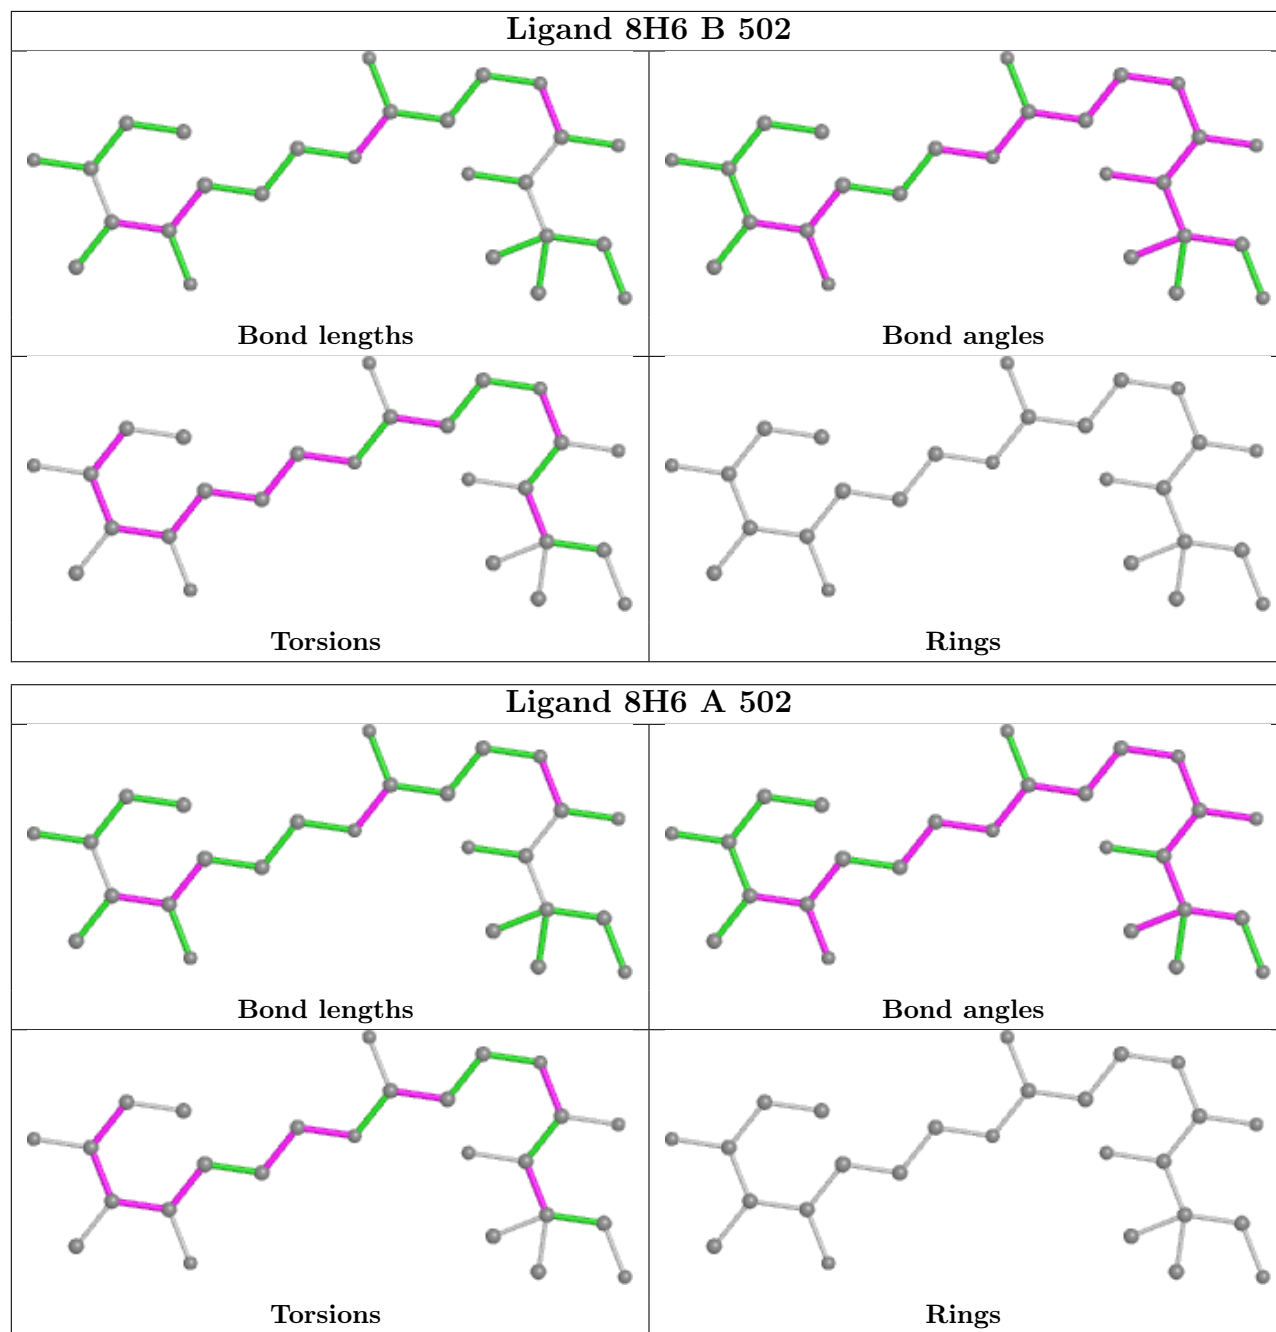 Ligand 8H6 B 502
Bond lengths
Bond angles
Torsions
Rings
Ligand 8H6 A 502
Bond lengths
Bond angles
Torsions
Rings